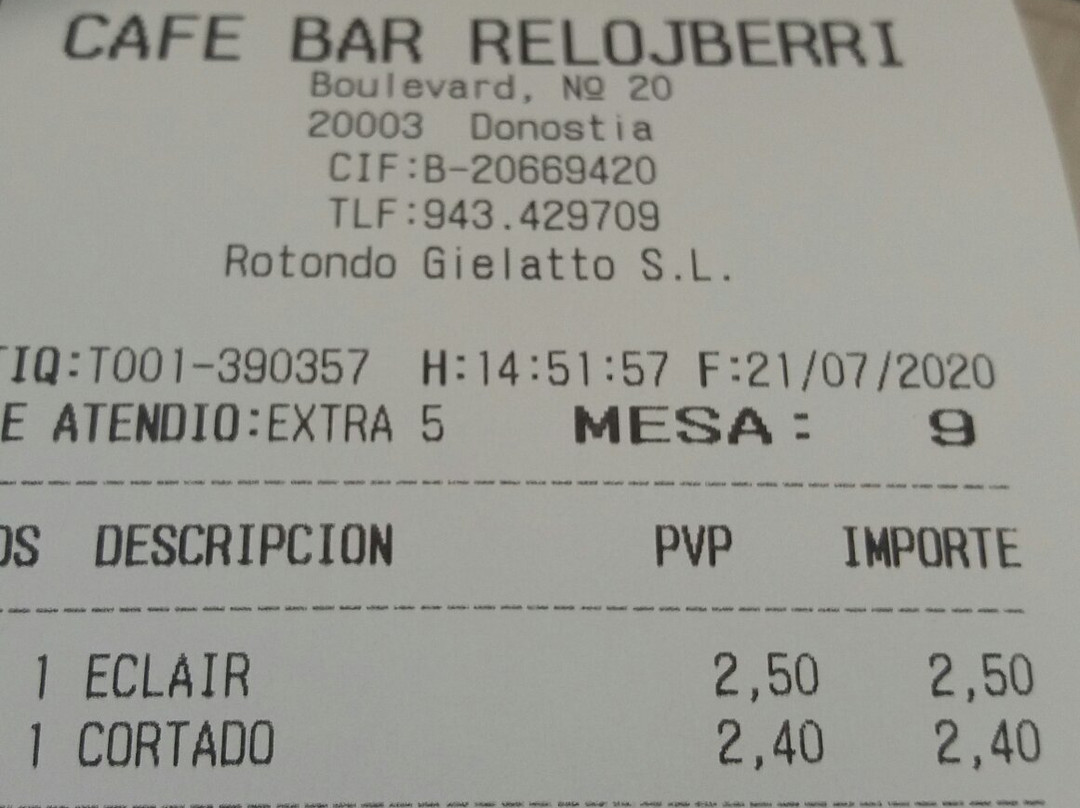 CAFE BAR RELOJBERRI
Boulevard, Nº 20
20003 Donostia
CIF:B-20669420
TLF:943.429709
Rotondo Gielatto S.L.
TIQ:T001-390357 H:14:51:57 F:21/07/2020
E ATENDIO:EXTRA 5 MESA: 9
OS DESCRIPCION PVP IMPORTE
1 ECLAIR 2,50 2,50
1 CORTADO 2,40 2,40